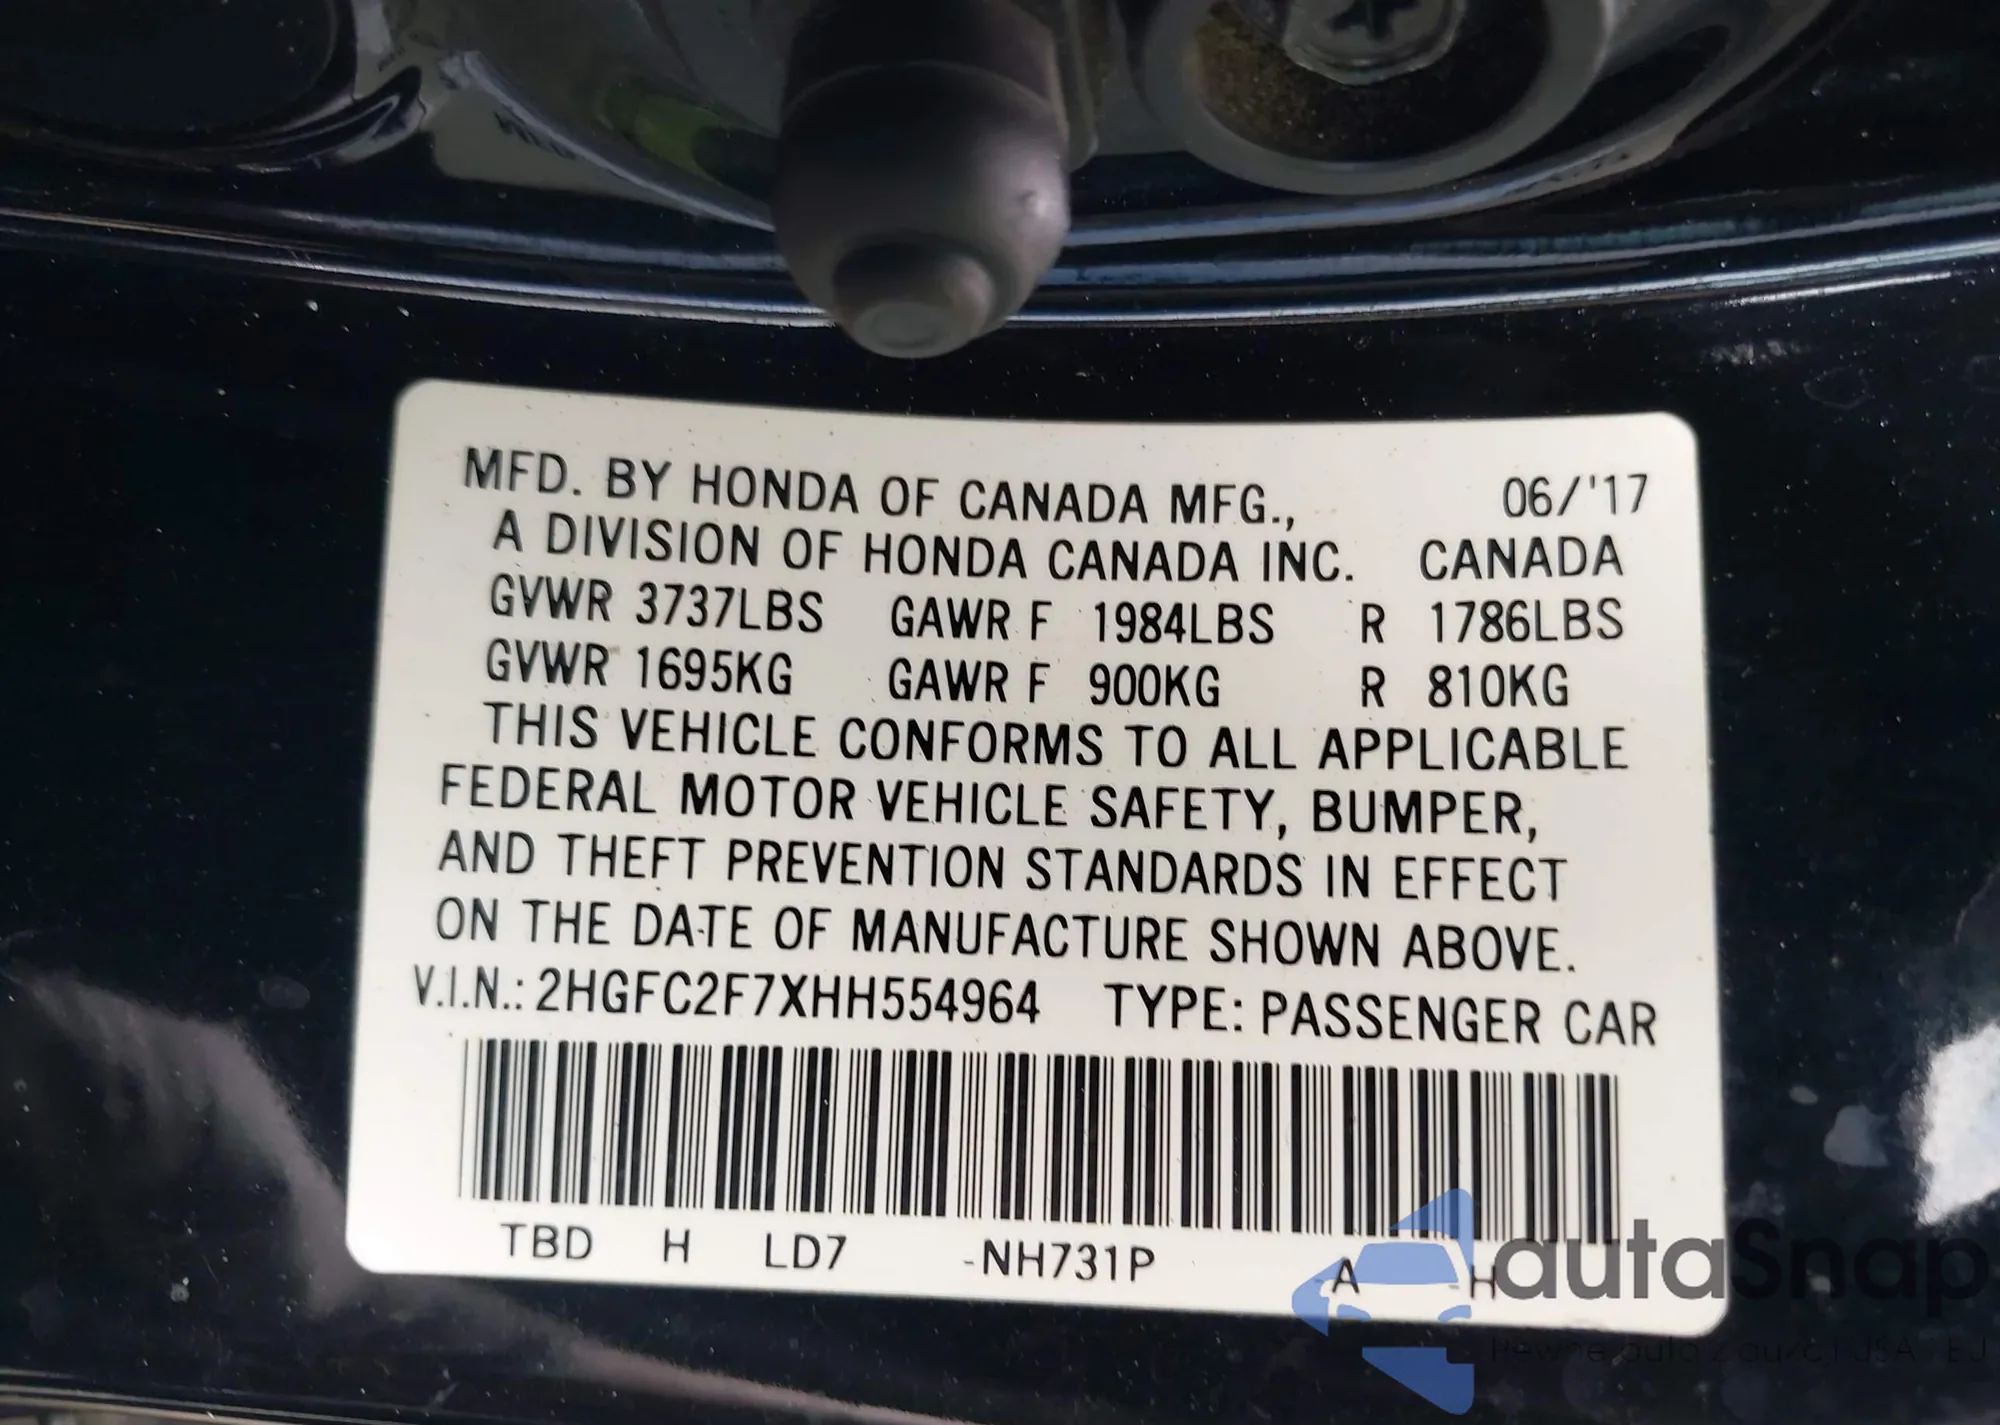 MFD. BY HONDA OF CANADA MFG., 06/'17
A DIVISION OF HONDA CANADA INC. CANADA
GVWR 3737LBS GAWR F 1984LBS R 1786LBS
GVWR 1695KG GAWR F 900KG R 810KG
THIS VEHICLE CONFORMS TO ALL APPLICABLE
FEDERAL MOTOR VEHICLE SAFETY, BUMPER,
AND THEFT PREVENTION STANDARDS IN EFFECT
ON THE DATE OF MANUFACTURE SHOWN ABOVE.
V.I.N.: 2HGFC2F7XHH554964 TYPE: PASSENGER CAR
TBD H LD7 -NH731P -A -H
autaSnap